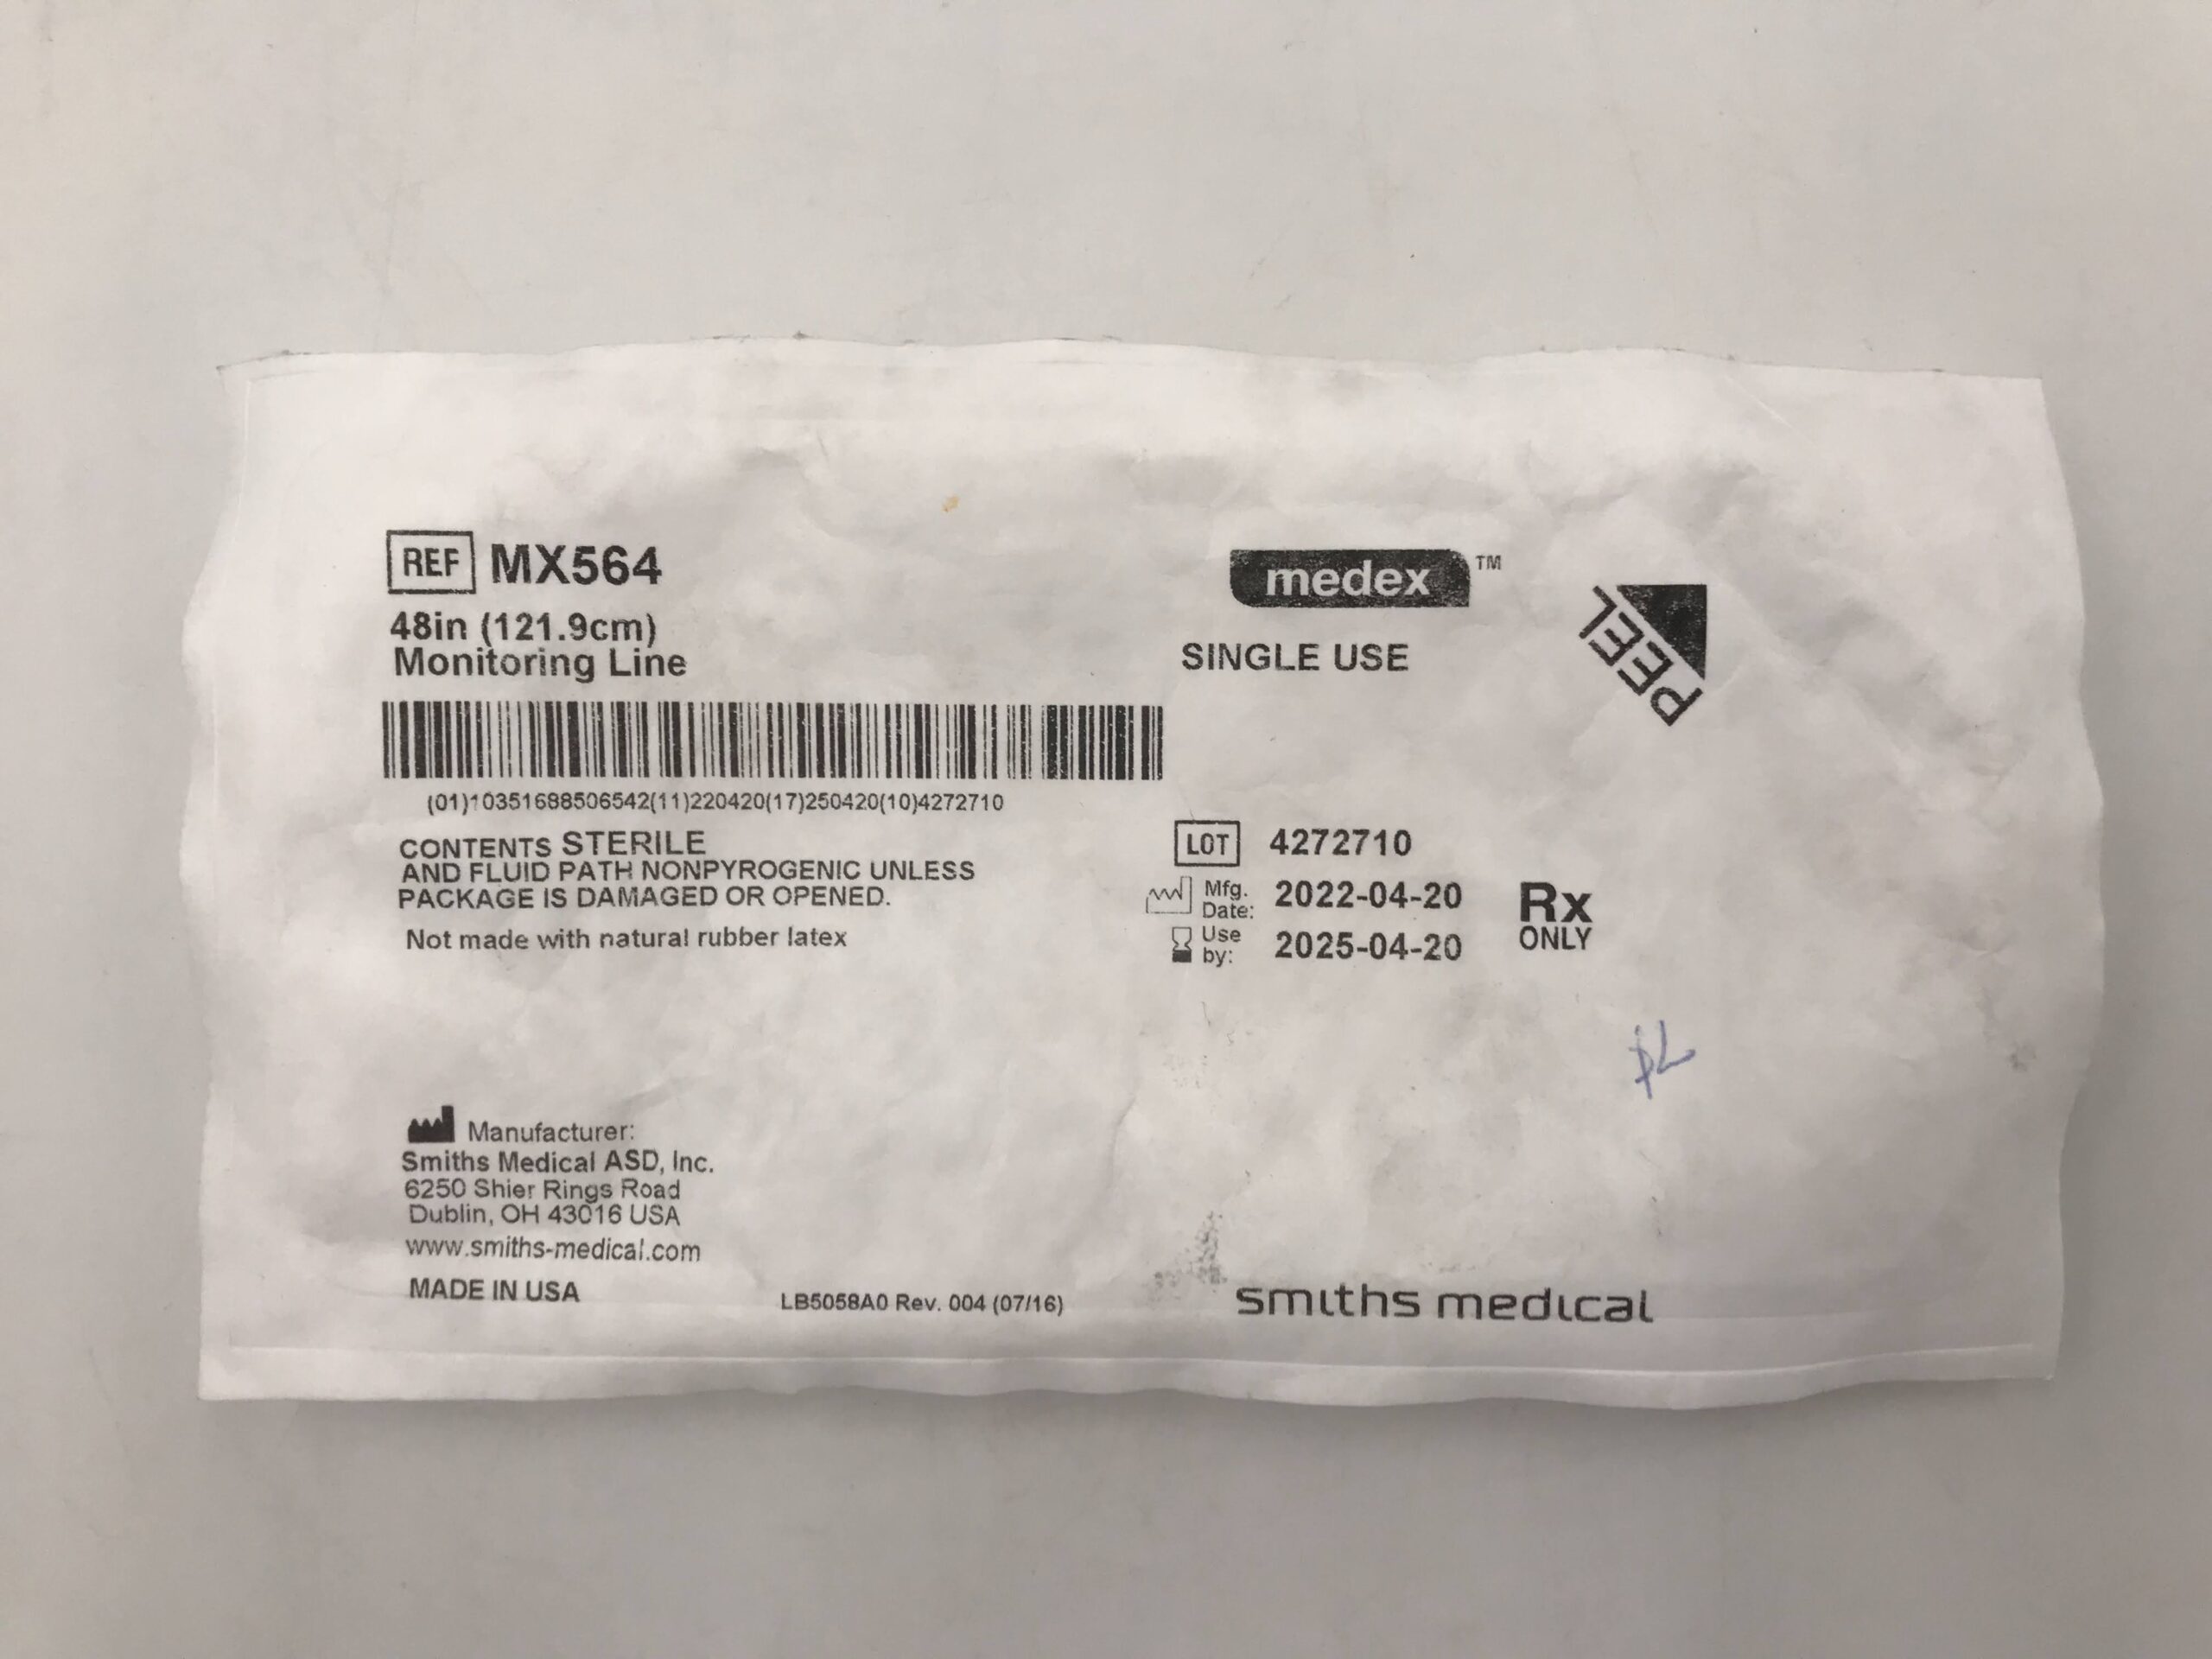 REF MX564
48in (121.9cm)
Monitoring Line
medex™
SINGLE USE
PEEL
(01)10351688506542(11)220420(17)250420(10)4272710
CONTENTS STERILE
AND FLUID PATH NONPYROGENIC UNLESS
PACKAGE IS DAMAGED OR OPENED.
Not made with natural rubber latex
LOT 4272710
Mfg. Date: 2022-04-20
Use by: 2025-04-20
Rx
ONLY
Manufacturer:
Smiths Medical ASD, Inc.
6250 Shier Rings Road
Dublin, OH 43016 USA
www.smiths-medical.com
MADE IN USA
LB5058A0 Rev. 004 (07/16)
smiths medical